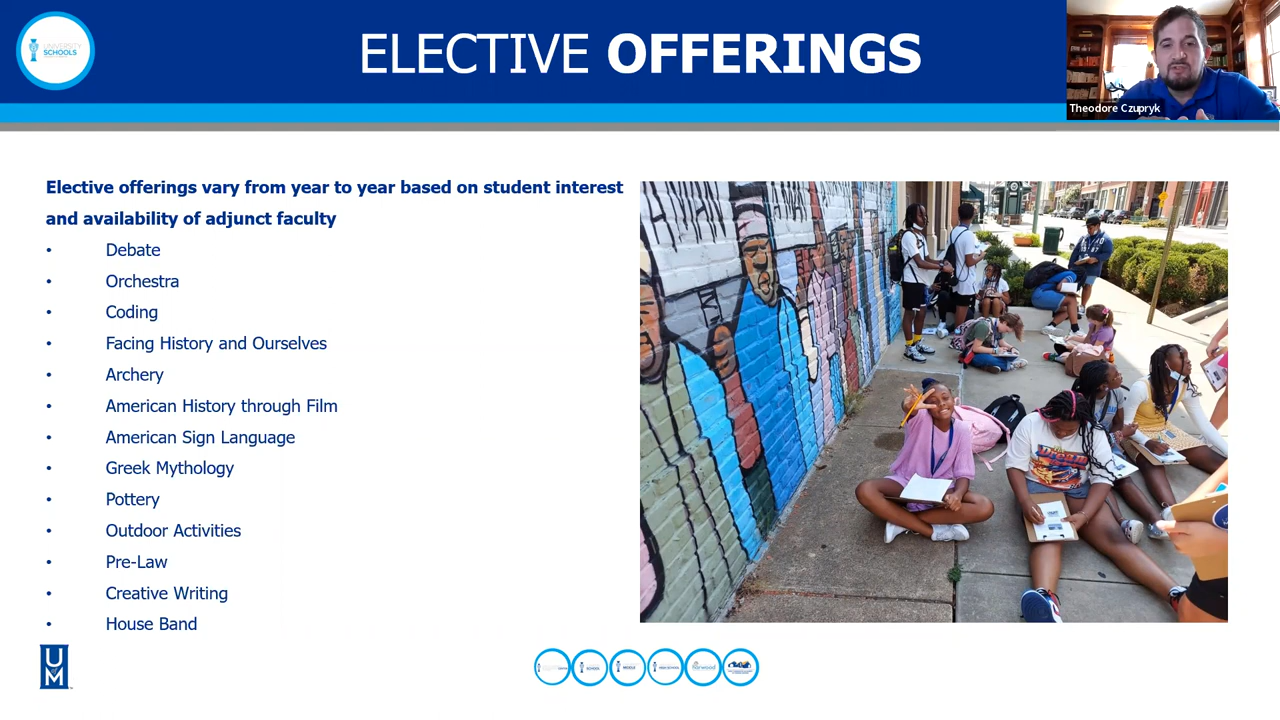 UNIVERSITY
SCHOOLS
ELECTIVE OFFERINGS
Theodore Czupryk
Elective offerings vary from year to year based on student interest
and availability of adjunct faculty
• Debate
• Orchestra
• Coding
• Facing History and Ourselves
• Archery
• American History through Film
• American Sign Language
• Greek Mythology
• Pottery
• Outdoor Activities
• Pre-Law
• Creative Writing
• House Band
UM